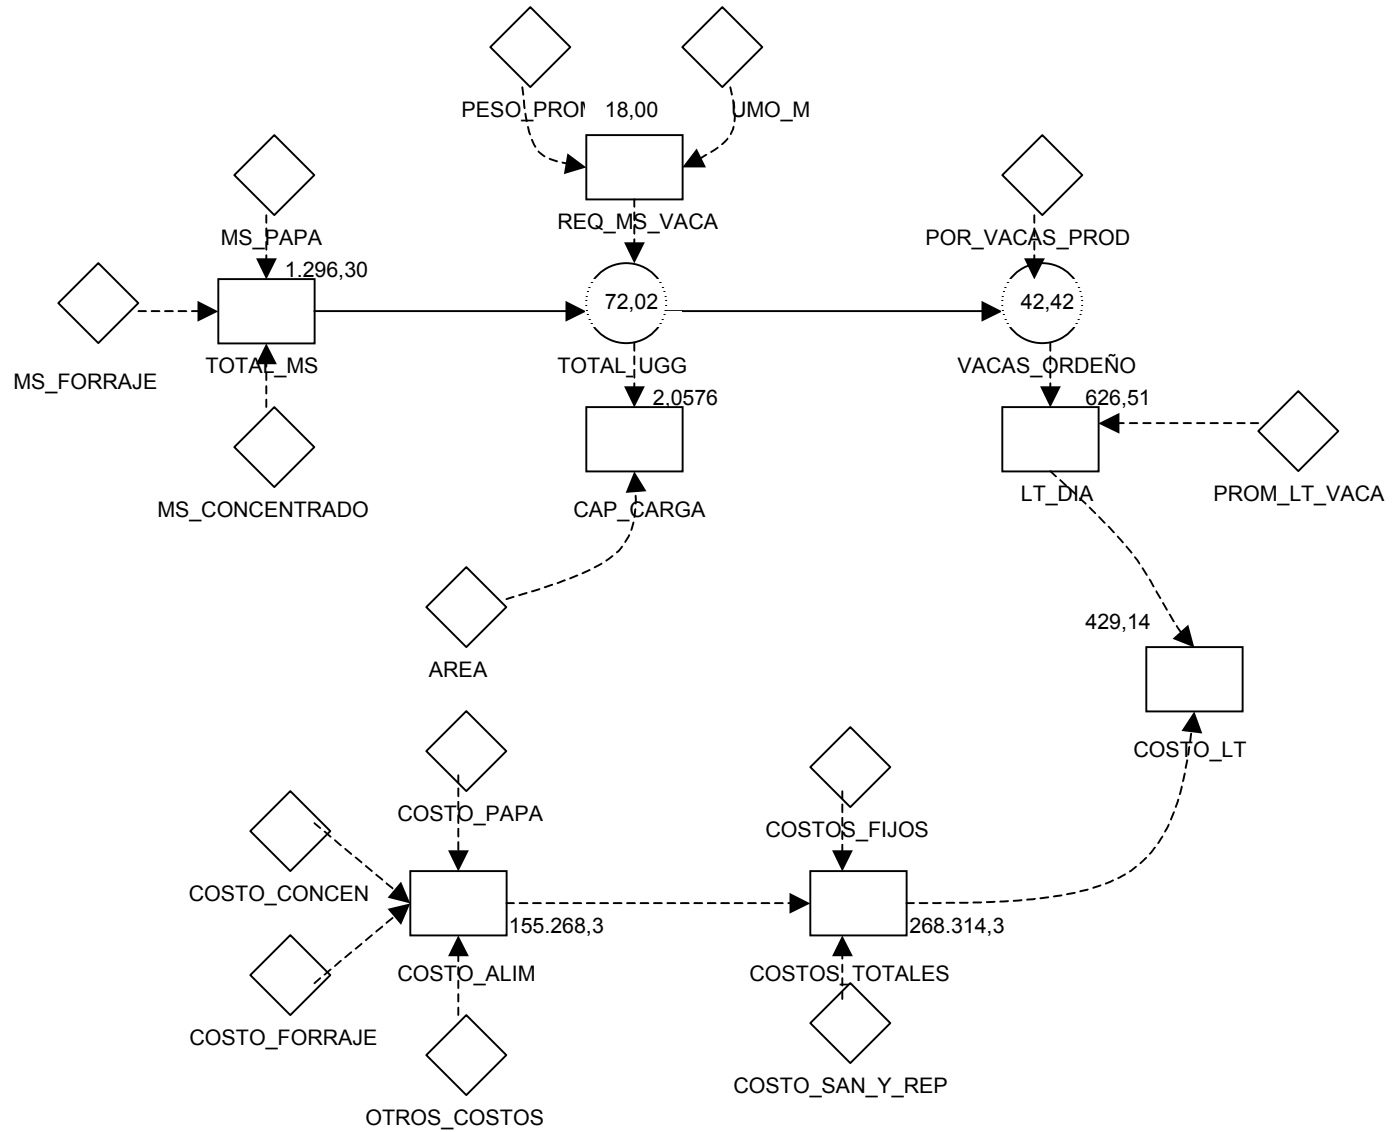 PESO_PROM
18,00
UMO_M
MS_PAPA
REQ_MS_VACA
POR_VACAS_PROD
1.296,30
72,02
42,42
TOTAL_MS
TOTAL_UGG
VACAS_ORDEÑO
MS_FORRAJE
2,0576
626,51
MS_CONCENTRADO
CAP_CARGA
LT_DIA
PROM_LT_VACA
429,14
AREA
COSTO_LT
COSTO_PAPA
COSTOS_FIJOS
COSTO_CONCEN
155.268,3
268.314,3
COSTO_ALIM
COSTOS_TOTALES
COSTO_FORRAJE
COSTO_SAN_Y_REP
OTROS_COSTOS